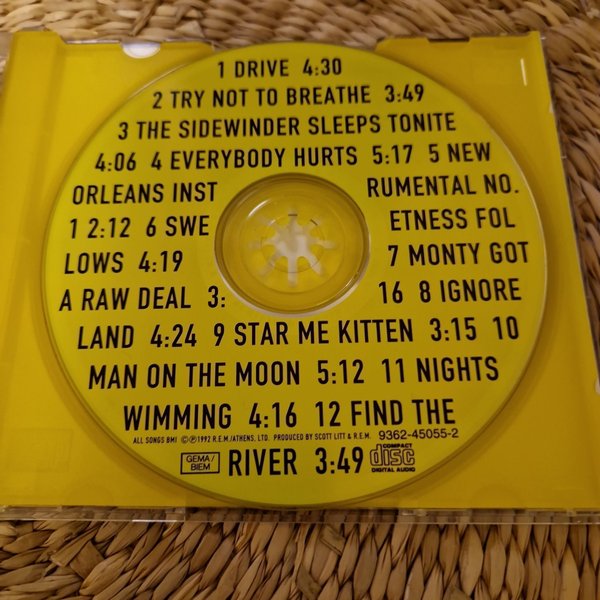 1 DRIVE 4:30
2 TRY NOT TO BREATHE 3:49
3 THE SIDEWINDER SLEEPS TONITE
4:06 4 EVERYBODY HURTS 5:17 5 NEW
ORLEANS INST RUMENTAL NO.
1 2:12 6 SWE ETNESS FOL
LOWS 4:19 7 MONTY GOT
A RAW DEAL 3: 16 8 IGNORE
LAND 4:24 9 STAR ME KITTEN 3:15 10
MAN ON THE MOON 5:12 11 NIGHTS
WIMMING 4:16 12 FIND THE
ALL SONGS BMI ©℗1992 R.E.M./ATHENS, LTD. PRODUCED BY SCOTT LITT & R.E.M. 9362-45055-2
GEMA/
BIEM RIVER 3:49 COMPACT disc DIGITAL AUDIO